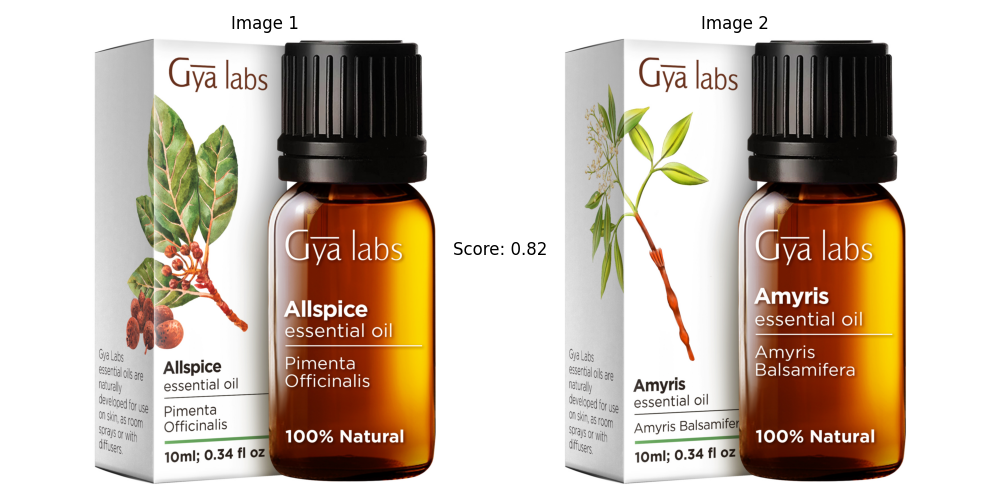 Image 1
Gya labs
Gya Labs
essential oils are
naturally
developed for use
on skin, as room
sprays or with
diffusers.
Allspice
essential oil
Pimenta
Officinalis
10ml; 0.34 fl oz
Gya labs
Allspice
essential oil
Pimenta
Officinalis
100% Natural
Score: 0.82
Image 2
Gya labs
Gya Labs
essential oils are
naturally
developed for use
on skin, as room
sprays or with
diffusers.
Amyris
essential oil
Amyris Balsamifer
10ml; 0.34 fl oz
Gya labs
Amyris
essential oil
Amyris
Balsamifera
100% Natural